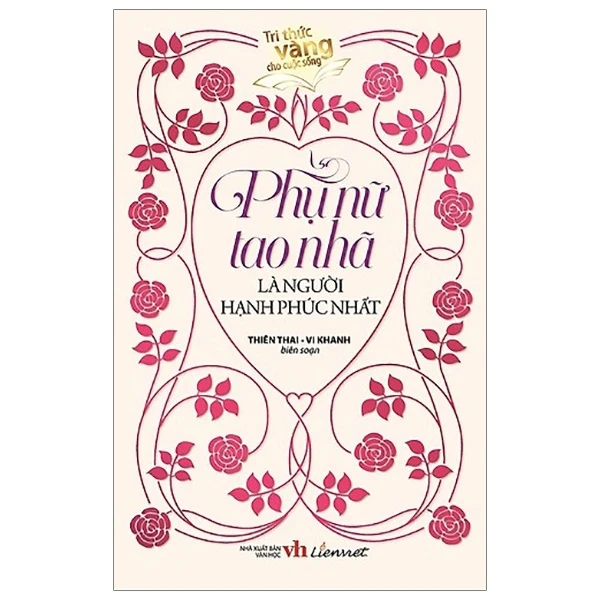 Tri thức
vàng
cho cuộc sống
Phụ nữ
tao nhã
LÀ NGƯỜI
HẠNH PHÚC NHẤT
THIÊN THAI - VI KHANH
biên soạn
NHÀ XUẤT BẢN
VĂN HỌC
vh Lienviet